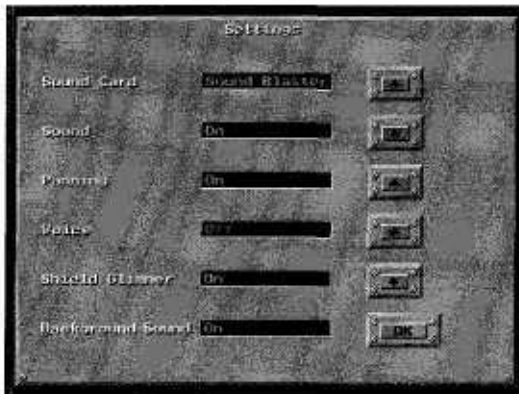 Settings
Sound Card Sound Blaster
Sound On
Panning On
Voice Off
Shield Glimmer On
Background Sound On OK